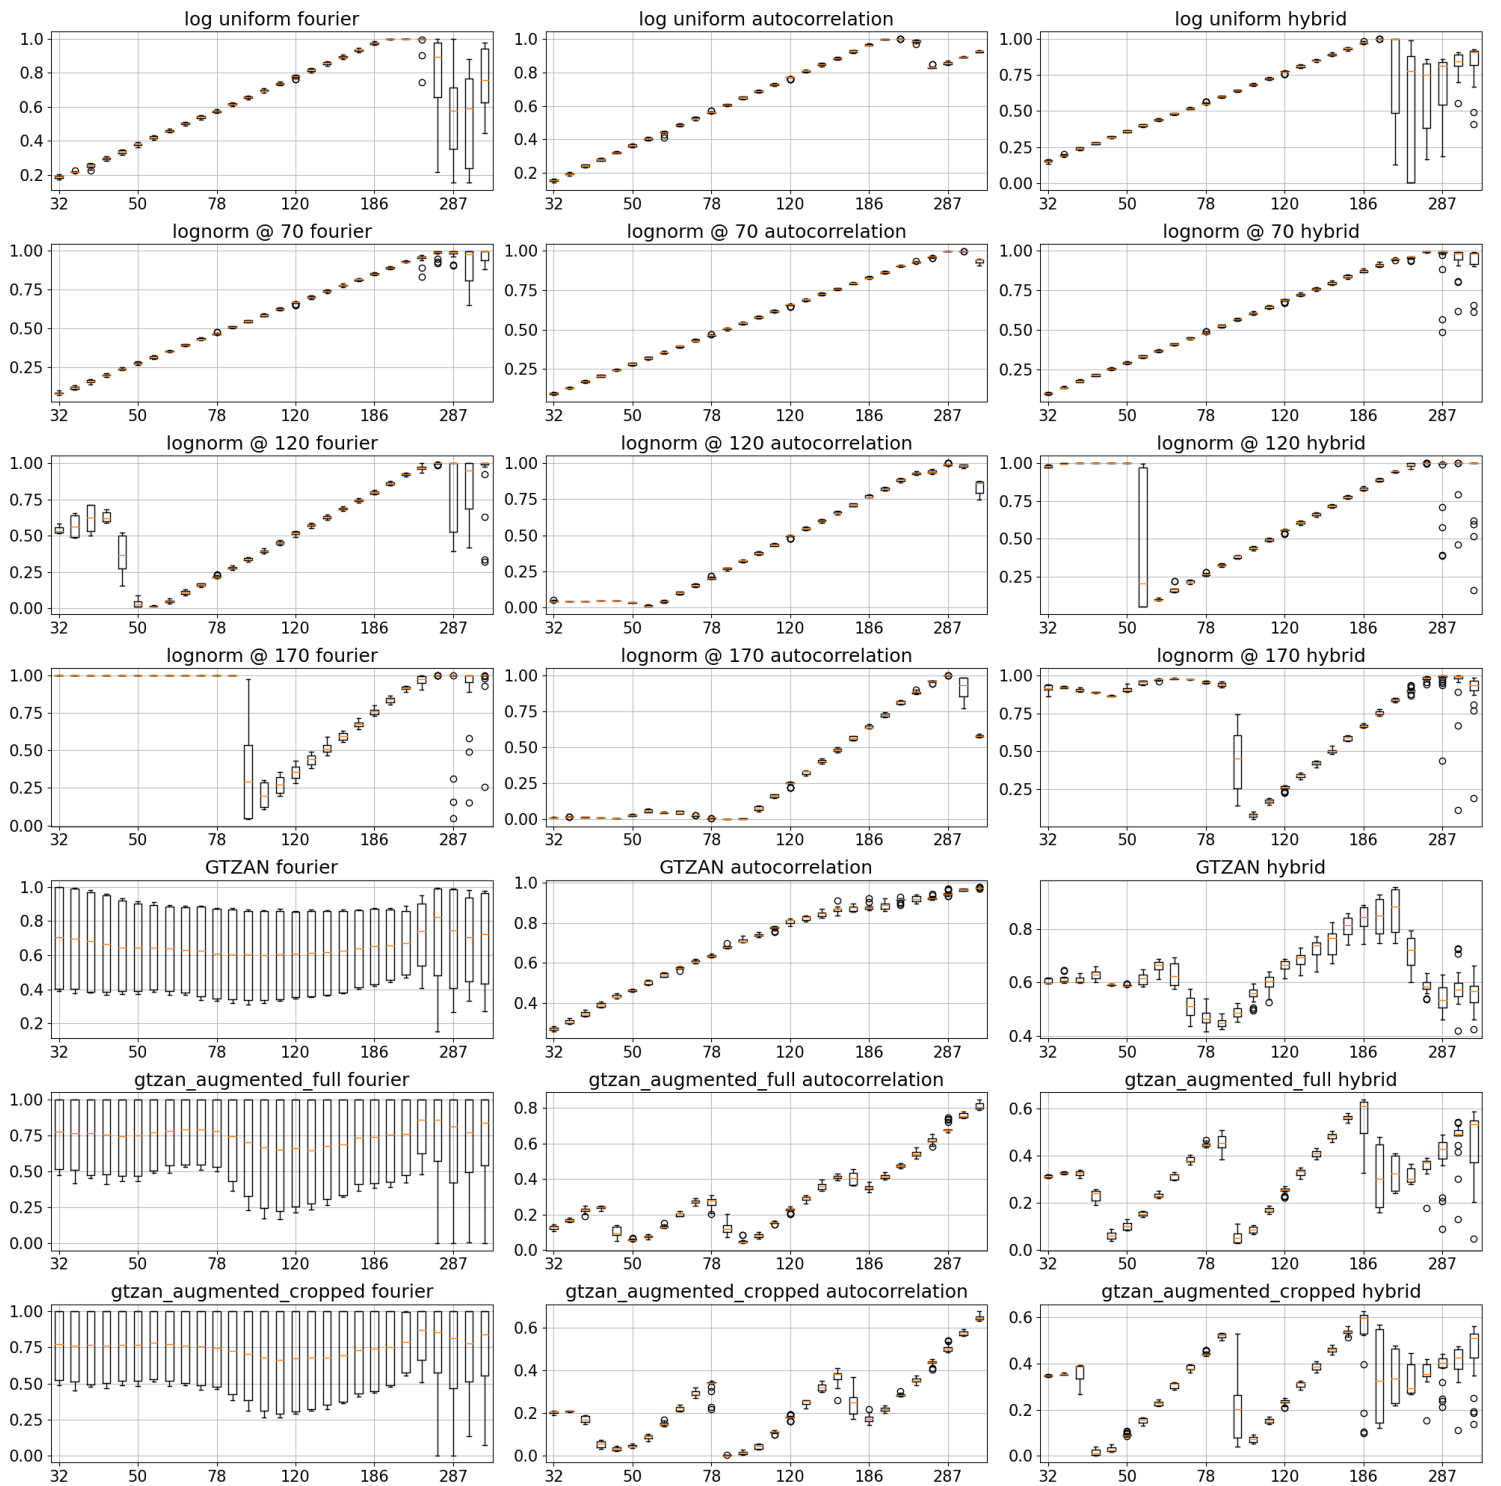 log uniform fourier
1.0
0.8
0.6
0.4
0.2
32 50 78 120 186 287
log uniform autocorrelation
1.0
0.8
0.6
0.4
0.2
32 50 78 120 186 287
log uniform hybrid
1.00
0.75
0.50
0.25
0.00
32 50 78 120 186 287
lognorm @ 70 fourier
1.00
0.75
0.50
0.25
32 50 78 120 186 287
lognorm @ 70 autocorrelation
1.00
0.75
0.50
0.25
32 50 78 120 186 287
lognorm @ 70 hybrid
1.00
0.75
0.50
0.25
32 50 78 120 186 287
lognorm @ 120 fourier
1.00
0.75
0.50
0.25
0.00
32 50 78 120 186 287
lognorm @ 120 autocorrelation
1.00
0.75
0.50
0.25
0.00
32 50 78 120 186 287
lognorm @ 120 hybrid
1.00
0.75
0.50
0.25
32 50 78 120 186 287
lognorm @ 170 fourier
1.00
0.75
0.50
0.25
0.00
32 50 78 120 186 287
lognorm @ 170 autocorrelation
1.00
0.75
0.50
0.25
0.00
32 50 78 120 186 287
lognorm @ 170 hybrid
1.00
0.75
0.50
0.25
32 50 78 120 186 287
GTZAN fourier
1.0
0.8
0.6
0.4
0.2
32 50 78 120 186 287
GTZAN autocorrelation
1.0
0.8
0.6
0.4
32 50 78 120 186 287
GTZAN hybrid
0.8
0.6
0.4
32 50 78 120 186 287
gtzan_augmented_full fourier
1.00
0.75
0.50
0.25
0.00
32 50 78 120 186 287
gtzan_augmented_full autocorrelation
0.8
0.6
0.4
0.2
0.0
32 50 78 120 186 287
gtzan_augmented_full hybrid
0.6
0.4
0.2
0.0
32 50 78 120 186 287
gtzan_augmented_cropped fourier
1.00
0.75
0.50
0.25
0.00
32 50 78 120 186 287
gtzan_augmented_cropped autocorrelation
0.6
0.4
0.2
0.0
32 50 78 120 186 287
gtzan_augmented_cropped hybrid
0.6
0.4
0.2
0.0
32 50 78 120 186 287